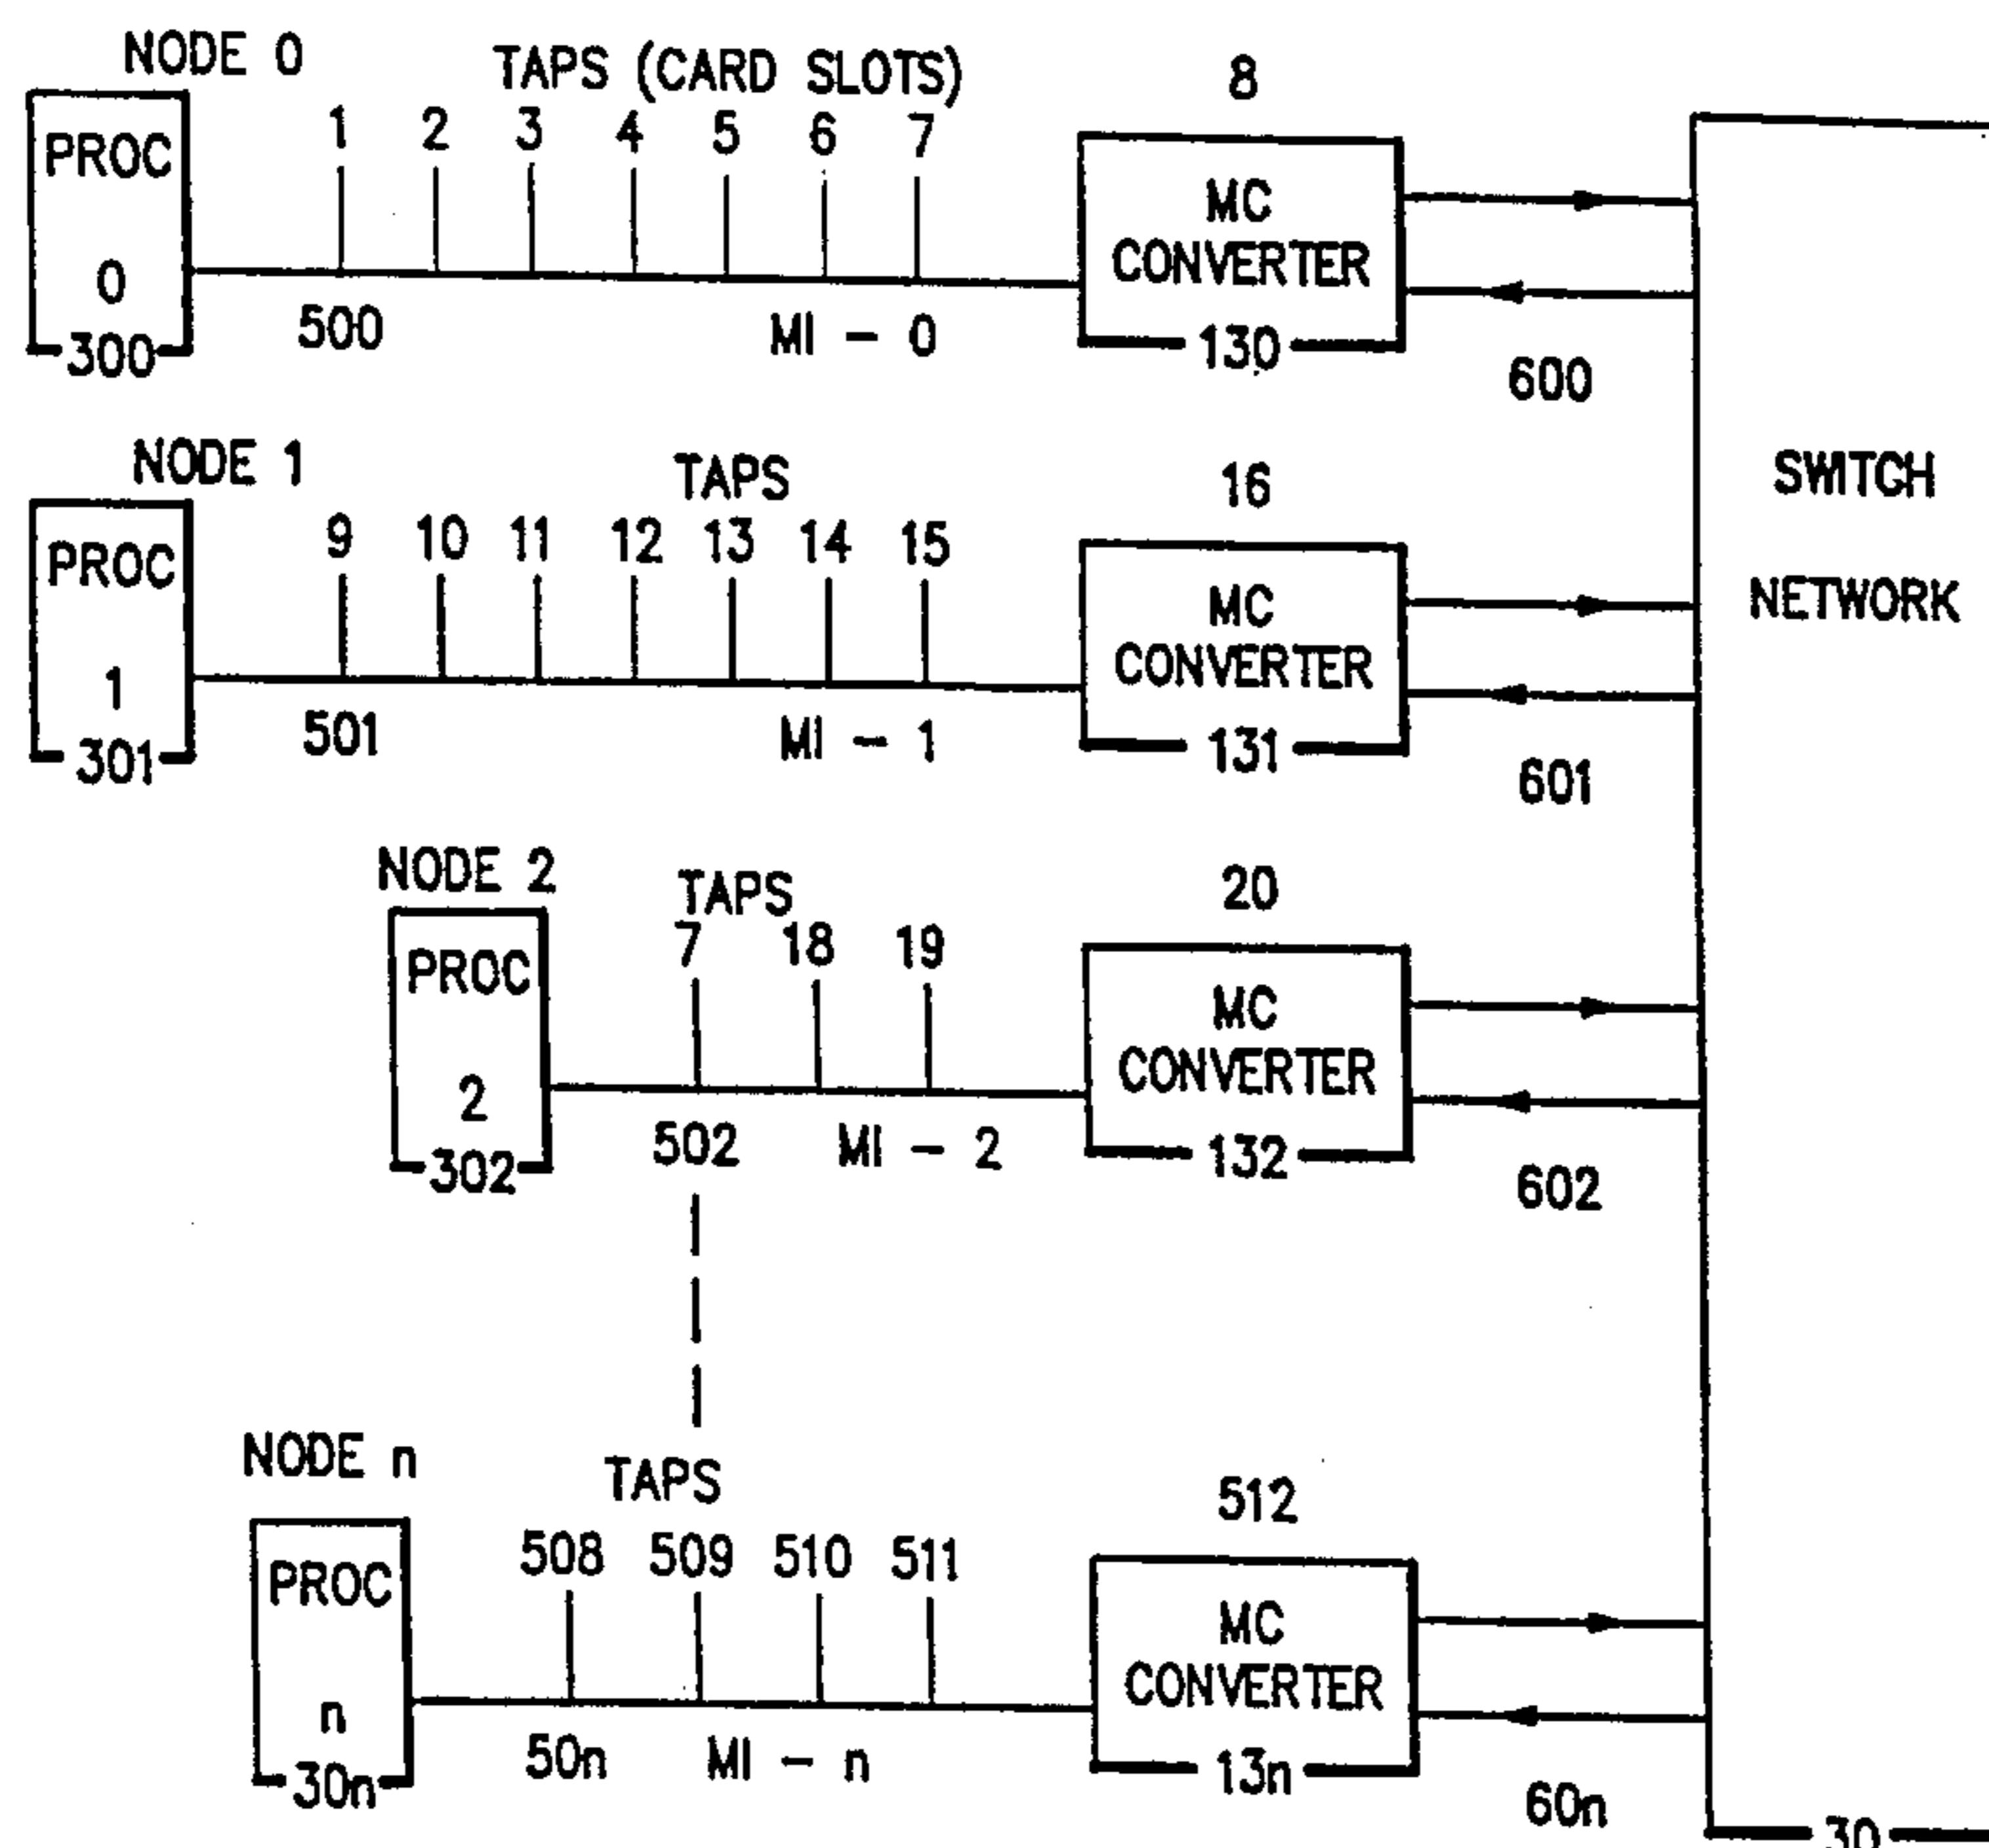 NODE 0
TAPS (CARD SLOTS)
8
1 2 3 4 5 6 7
PROC
0
300
500
MI - 0
MC
CONVERTER
130
600
NODE 1
TAPS
16
9 10 11 12 13 14 15
PROC
1
301
501
MI - 1
MC
CONVERTER
131
601
SWITCH
NETWORK
NODE 2
TAPS
20
7 18 19
PROC
2
302
502
MI - 2
MC
CONVERTER
132
602
NODE n
TAPS
512
508 509 510 511
PROC
n
30n
50n
MI - n
MC
CONVERTER
13n
60n
30